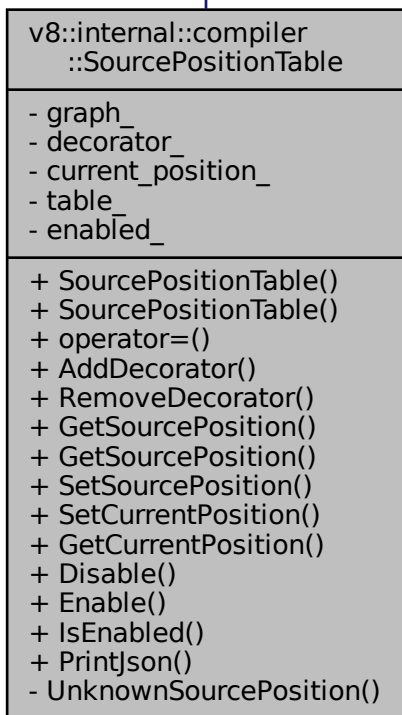 v8::internal::compiler
::SourcePositionTable
- graph_
- decorator_
- current_position_
- table_
- enabled_
+ SourcePositionTable()
+ SourcePositionTable()
+ operator=()
+ AddDecorator()
+ RemoveDecorator()
+ GetSourcePosition()
+ GetSourcePosition()
+ SetSourcePosition()
+ SetCurrentPosition()
+ GetCurrentPosition()
+ Disable()
+ Enable()
+ IsEnabled()
+ PrintJson()
- UnknownSourcePosition()